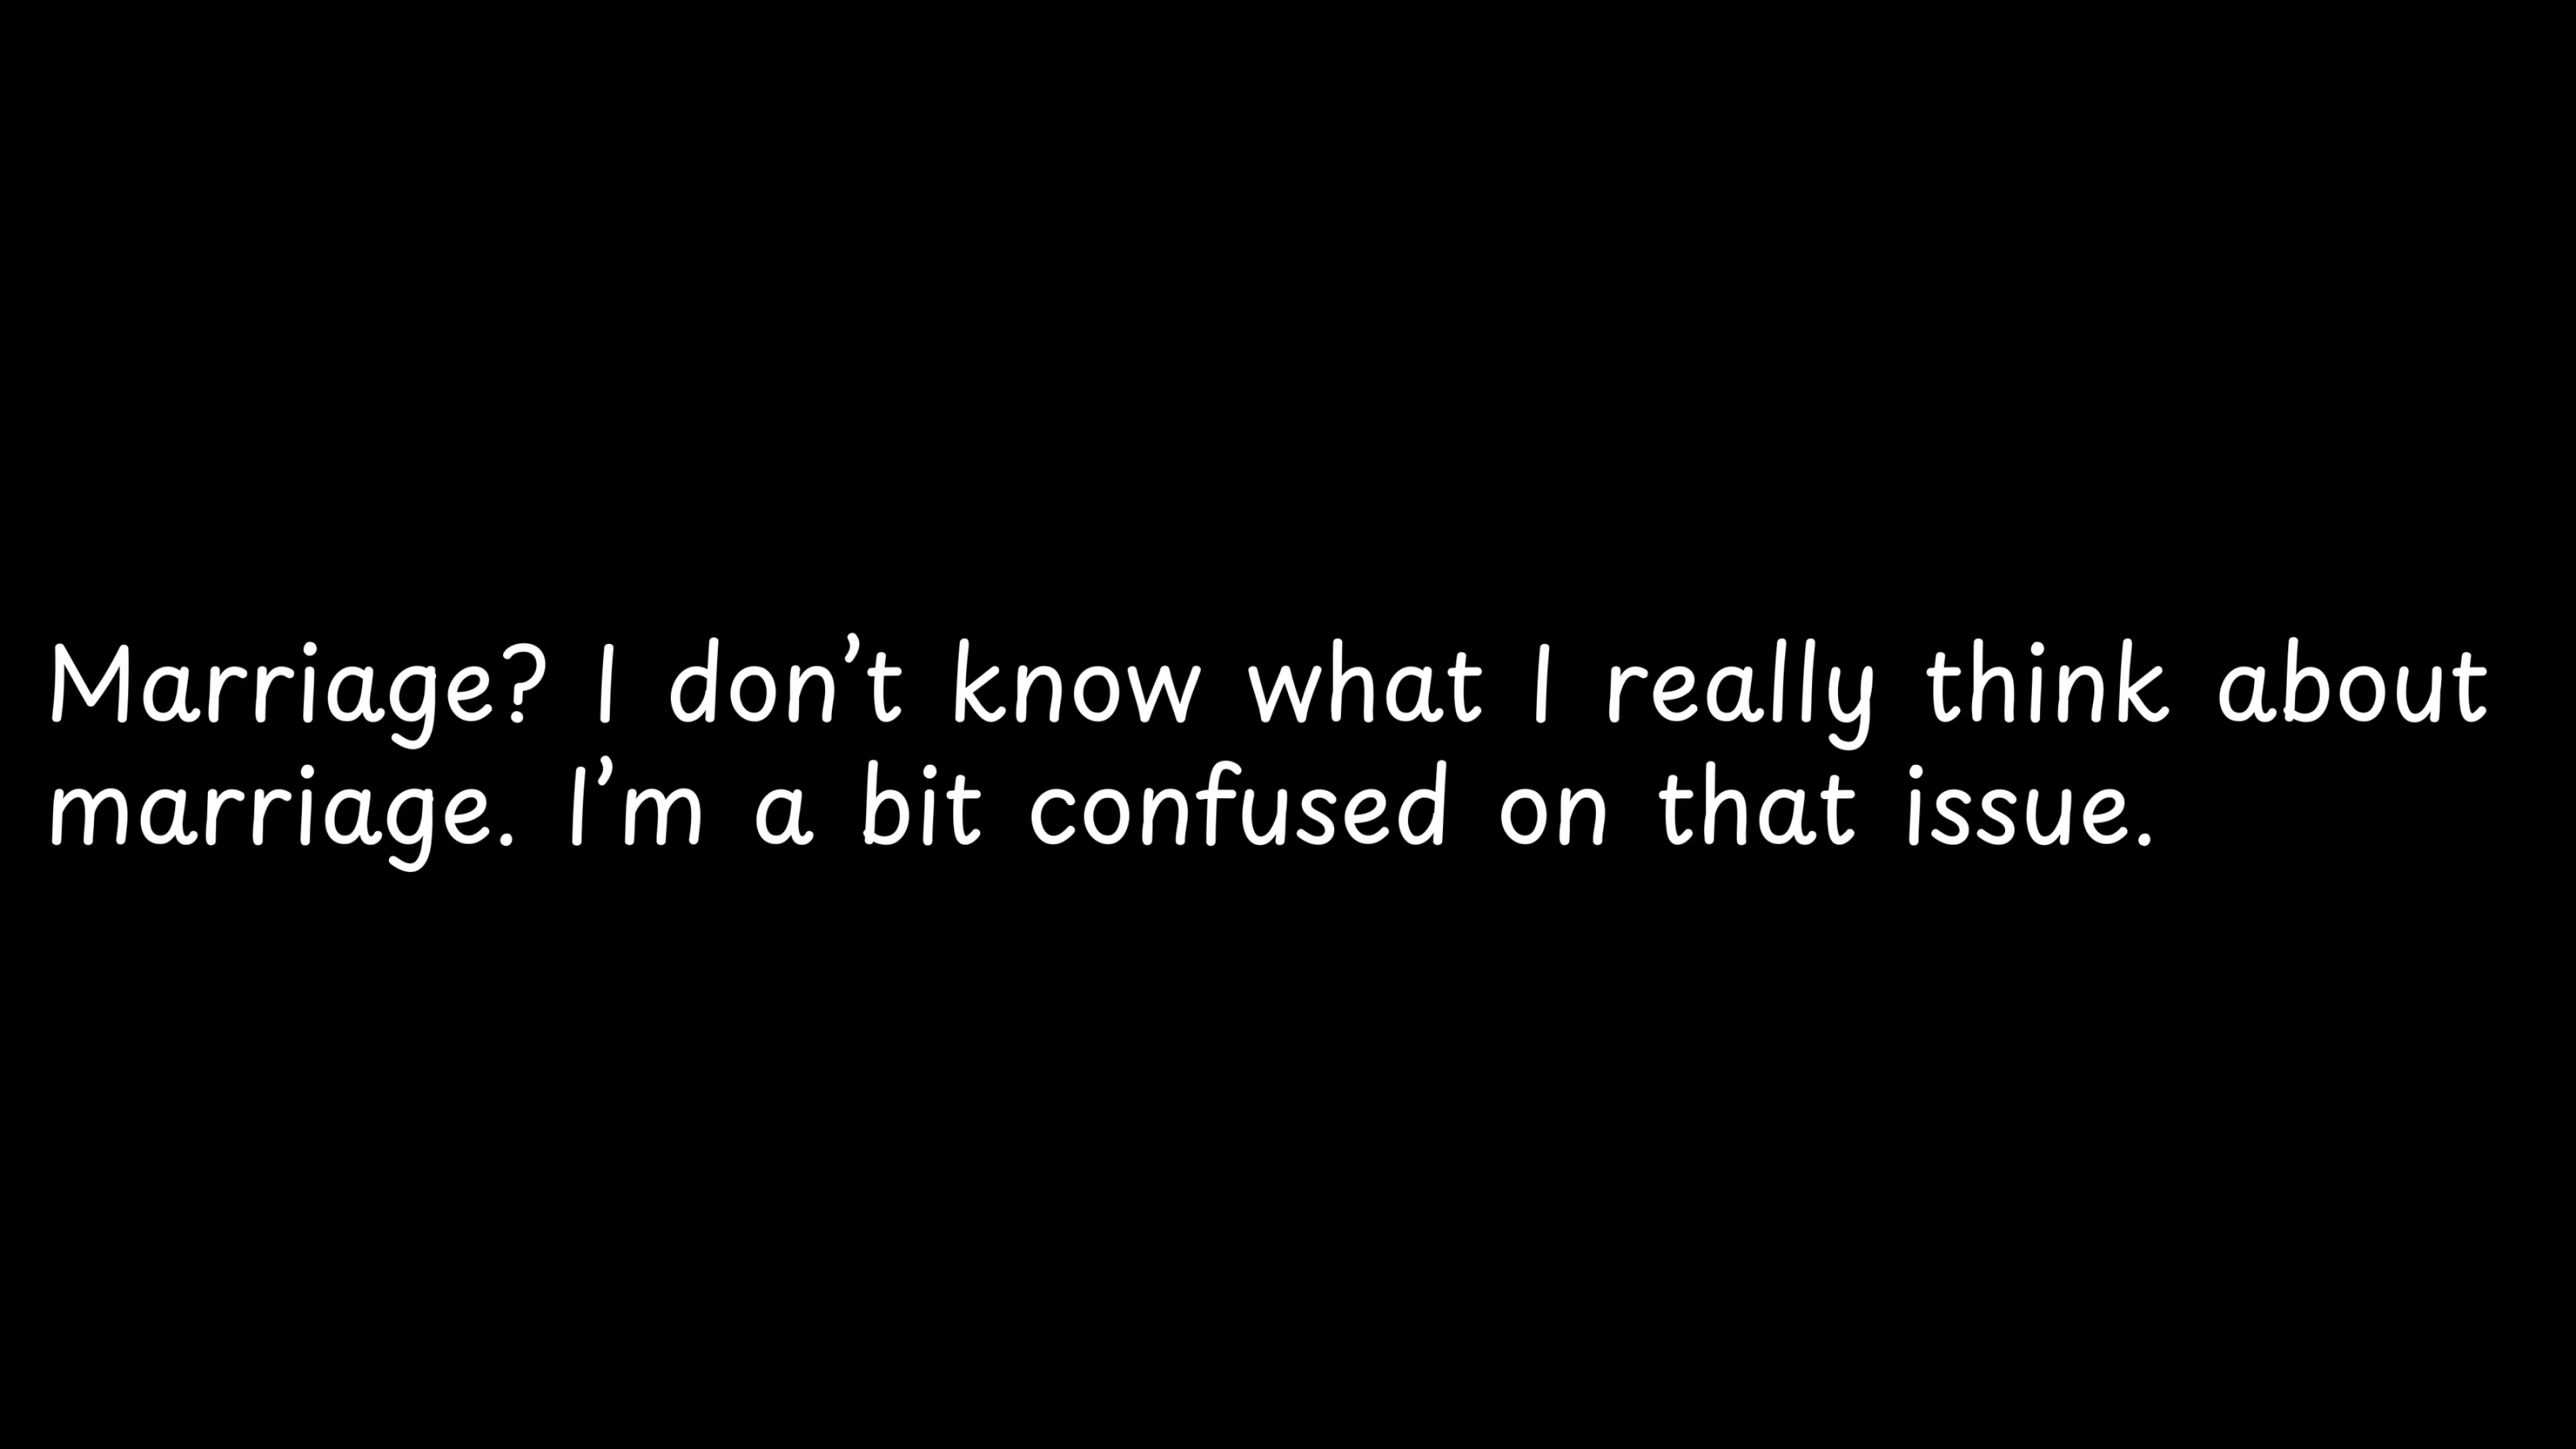 Marriage? I don’t know what I really think about
marriage. I’m a bit confused on that issue.